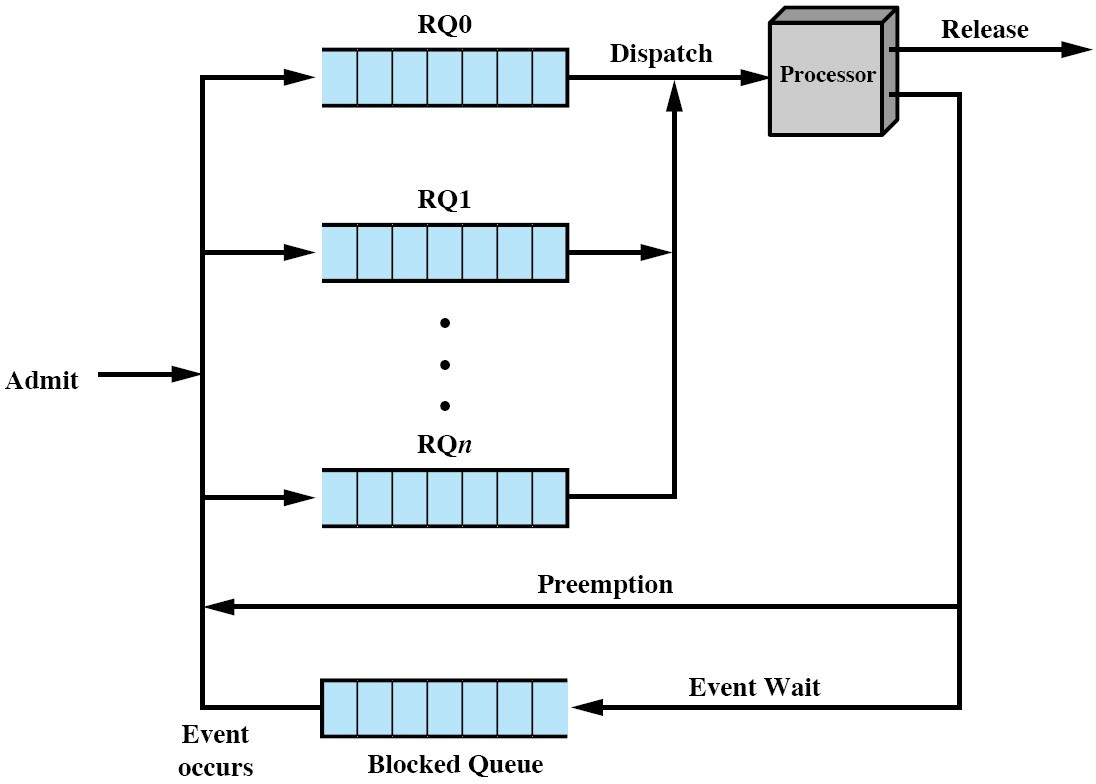 RQ0
Dispatch
Release
Processor
RQ1
Admit
RQn
Preemption
Event Wait
Event
occurs
Blocked Queue